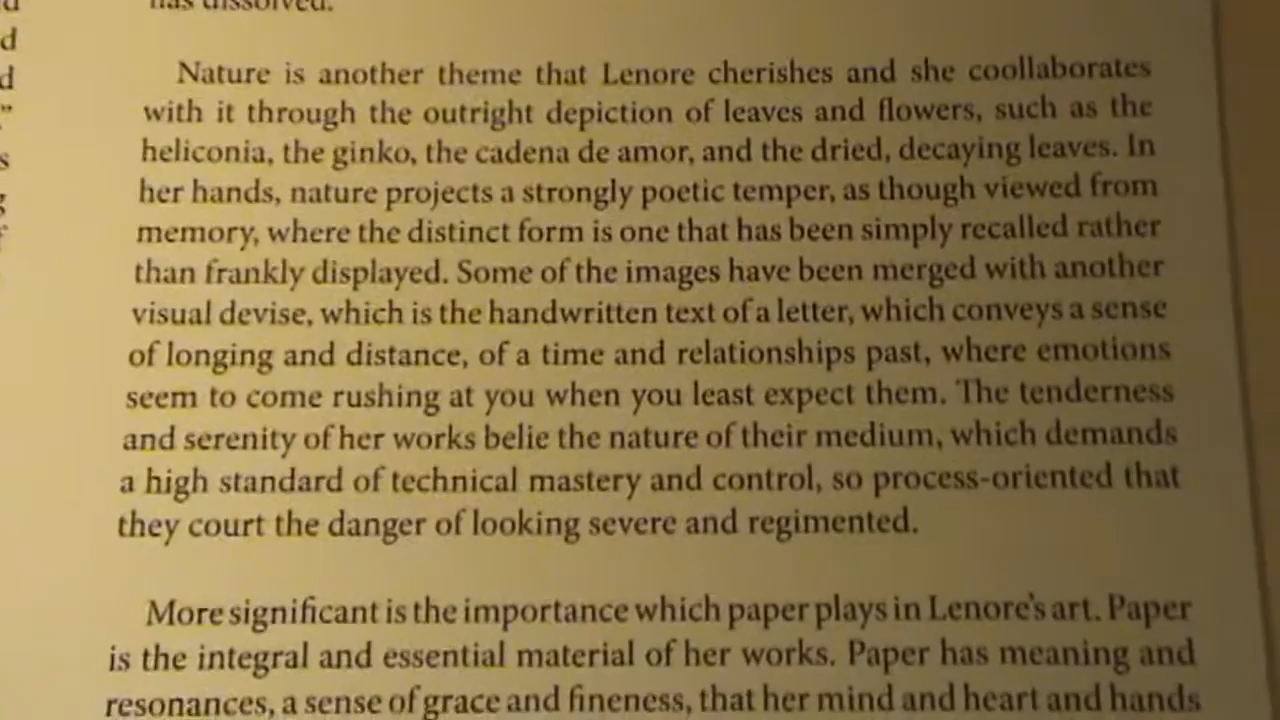 has dissolved.
Nature is another theme that Lenore cherishes and she coollaborates
with it through the outright depiction of leaves and flowers, such as the
heliconia, the ginko, the cadena de amor, and the dried, decaying leaves. In
her hands, nature projects a strongly poetic temper, as though viewed from
memory, where the distinct form is one that has been simply recalled rather
than frankly displayed. Some of the images have been merged with another
visual devise, which is the handwritten text of a letter, which conveys a sense
of longing and distance, of a time and relationships past, where emotions
seem to come rushing at you when you least expect them. The tenderness
and serenity of her works belie the nature of their medium, which demands
a high standard of technical mastery and control, so process-oriented that
they court the danger of looking severe and regimented.
More significant is the importance which paper plays in Lenore's art. Paper
is the integral and essential material of her works. Paper has meaning and
resonances, a sense of grace and fineness, that her mind and heart and hands